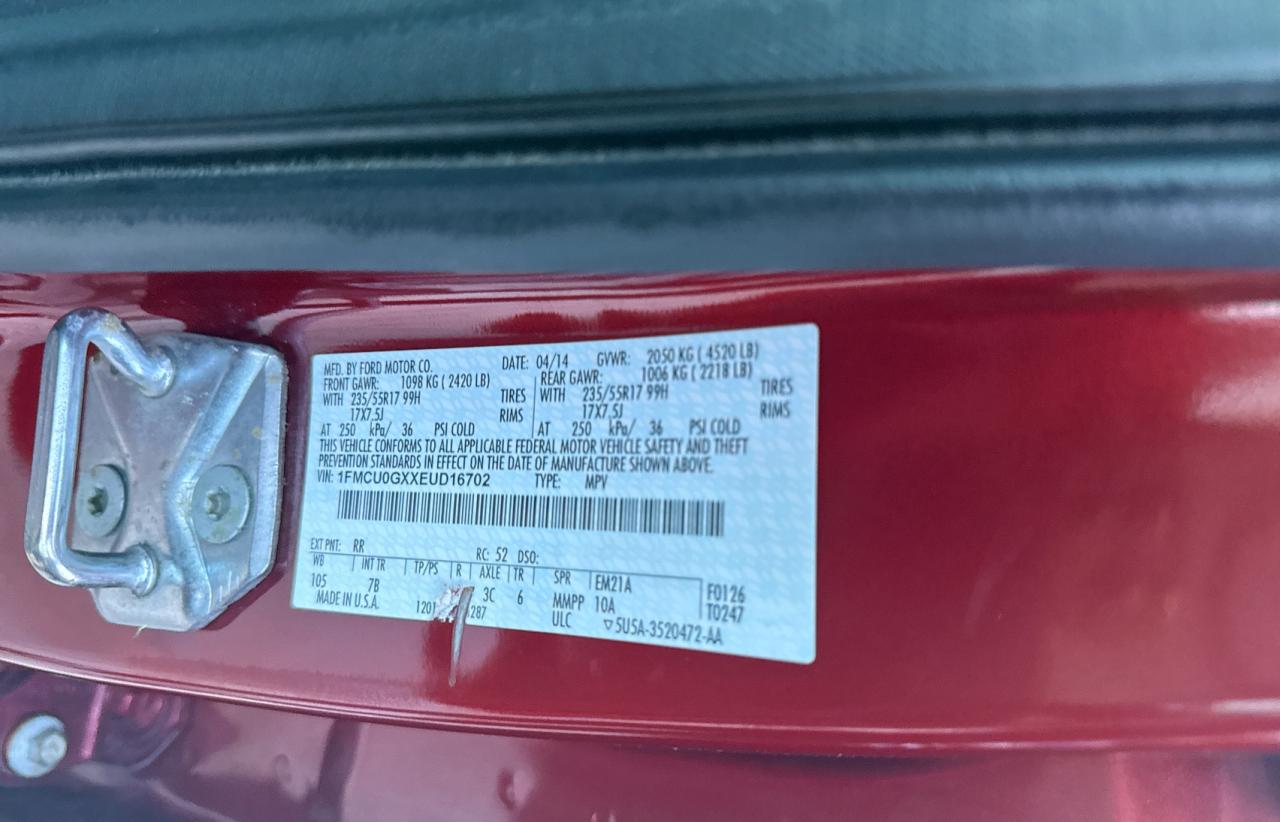 MFD. BY FORD MOTOR CO. DATE: 04/14 GVWR: 2050 KG ( 4520 LB)
FRONT GAWR: 1098 KG ( 2420 LB) REAR GAWR: 1006 KG ( 2218 LB)
WITH 235/55R17 99H TIRES WITH 235/55R17 99H TIRES
17X7.5J RIMS 17X7.5J RIMS
AT 250 kPa/ 36 PSI COLD AT 250 kPa/ 36 PSI COLD
THIS VEHICLE CONFORMS TO ALL APPLICABLE FEDERAL MOTOR VEHICLE SAFETY AND THEFT
PREVENTION STANDARDS IN EFFECT ON THE DATE OF MANUFACTURE SHOWN ABOVE.
VIN: 1FMCU0GXXEUD16702 TYPE: MPV
EXT PNT: RR RC: 52 DSO:
WB INT TR TP/PS R AXLE TR SPR EM21A F0126
105 7B 3C 6 MMPP 10A T0247
MADE IN U.S.A. 1201 287 ULC ▽5U5A-3520472-AA